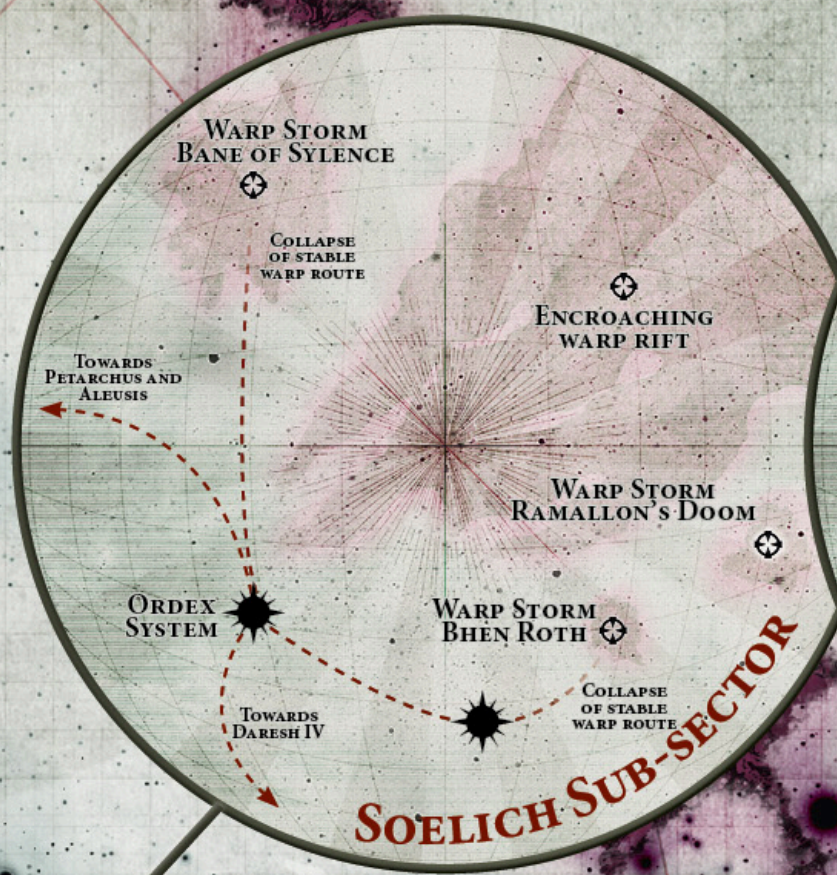 Warp Storm
Bane of Sylence
Collapse
of stable
warp route
Encroaching
warp rift
Towards
Petarchus and
Aleusis
Warp Storm
Ramallon's Doom
Ordex
System
Warp Storm
Bhen Roth
Collapse
of stable
warp route
Towards
Daresh IV
Soelich Sub-sector